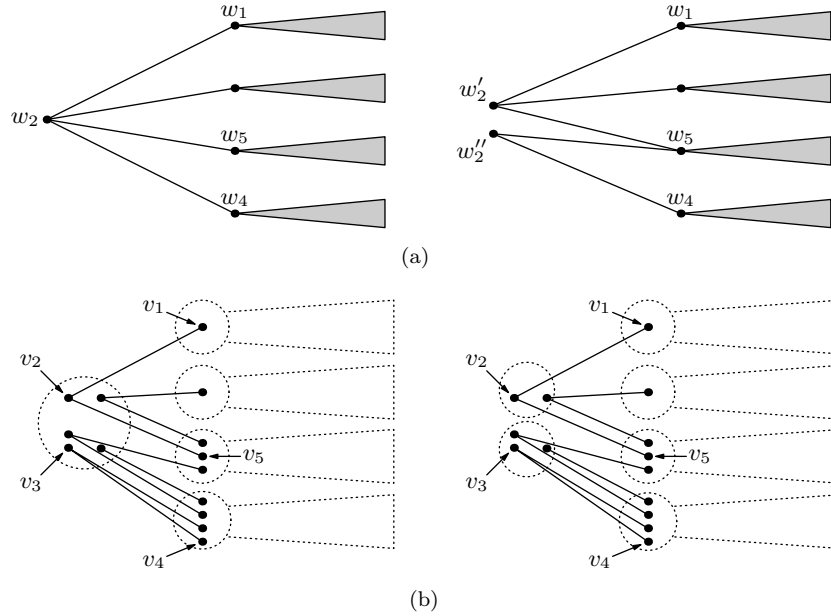 w₁ w₁
w₂ w₂′
w₅ w₂″ w₅
w₄ w₄
(a)
v₁ v₁
v₂ v₂
v₅ v₅
v₃ v₃
v₄ v₄
(b)